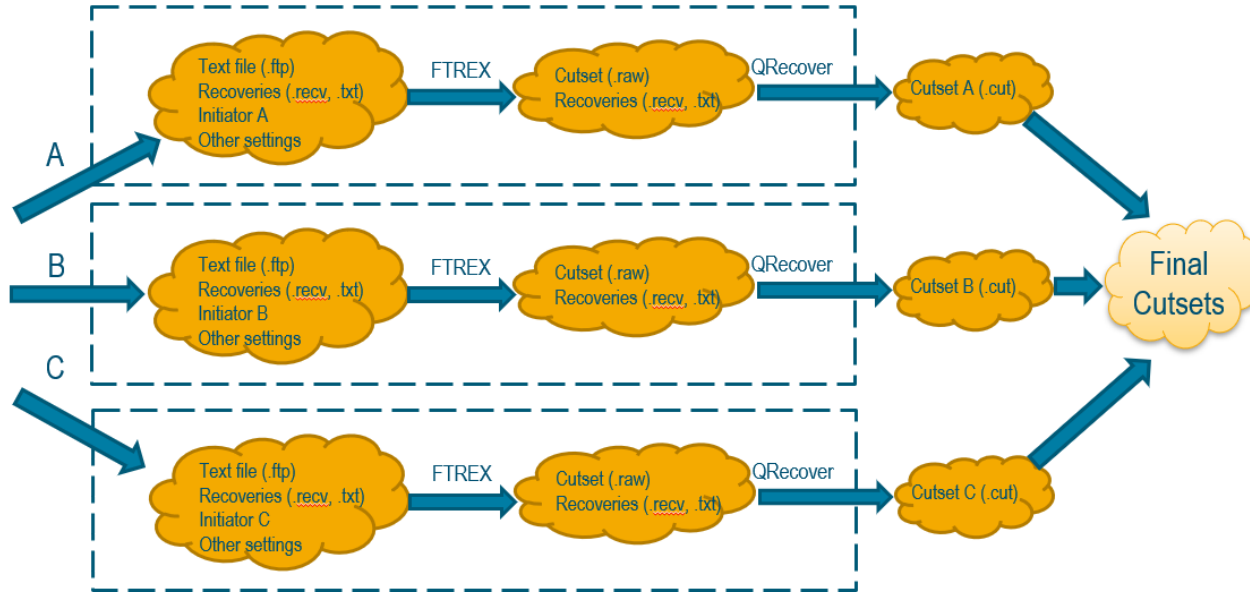 A
Text file (.ftp)
Recoveries (.recv, .txt)
Initiator A
Other settings
FTREX
Cutset (.raw)
Recoveries (.recv, .txt)
QRecover
Cutset A (.cut)
B
Text file (.ftp)
Recoveries (.recv, .txt)
Initiator B
Other settings
FTREX
Cutset (.raw)
Recoveries (.recv, .txt)
QRecover
Cutset B (.cut)
C
Text file (.ftp)
Recoveries (.recv, .txt)
Initiator C
Other settings
FTREX
Cutset (.raw)
Recoveries (.recv, .txt)
QRecover
Cutset C (.cut)
Final
Cutsets